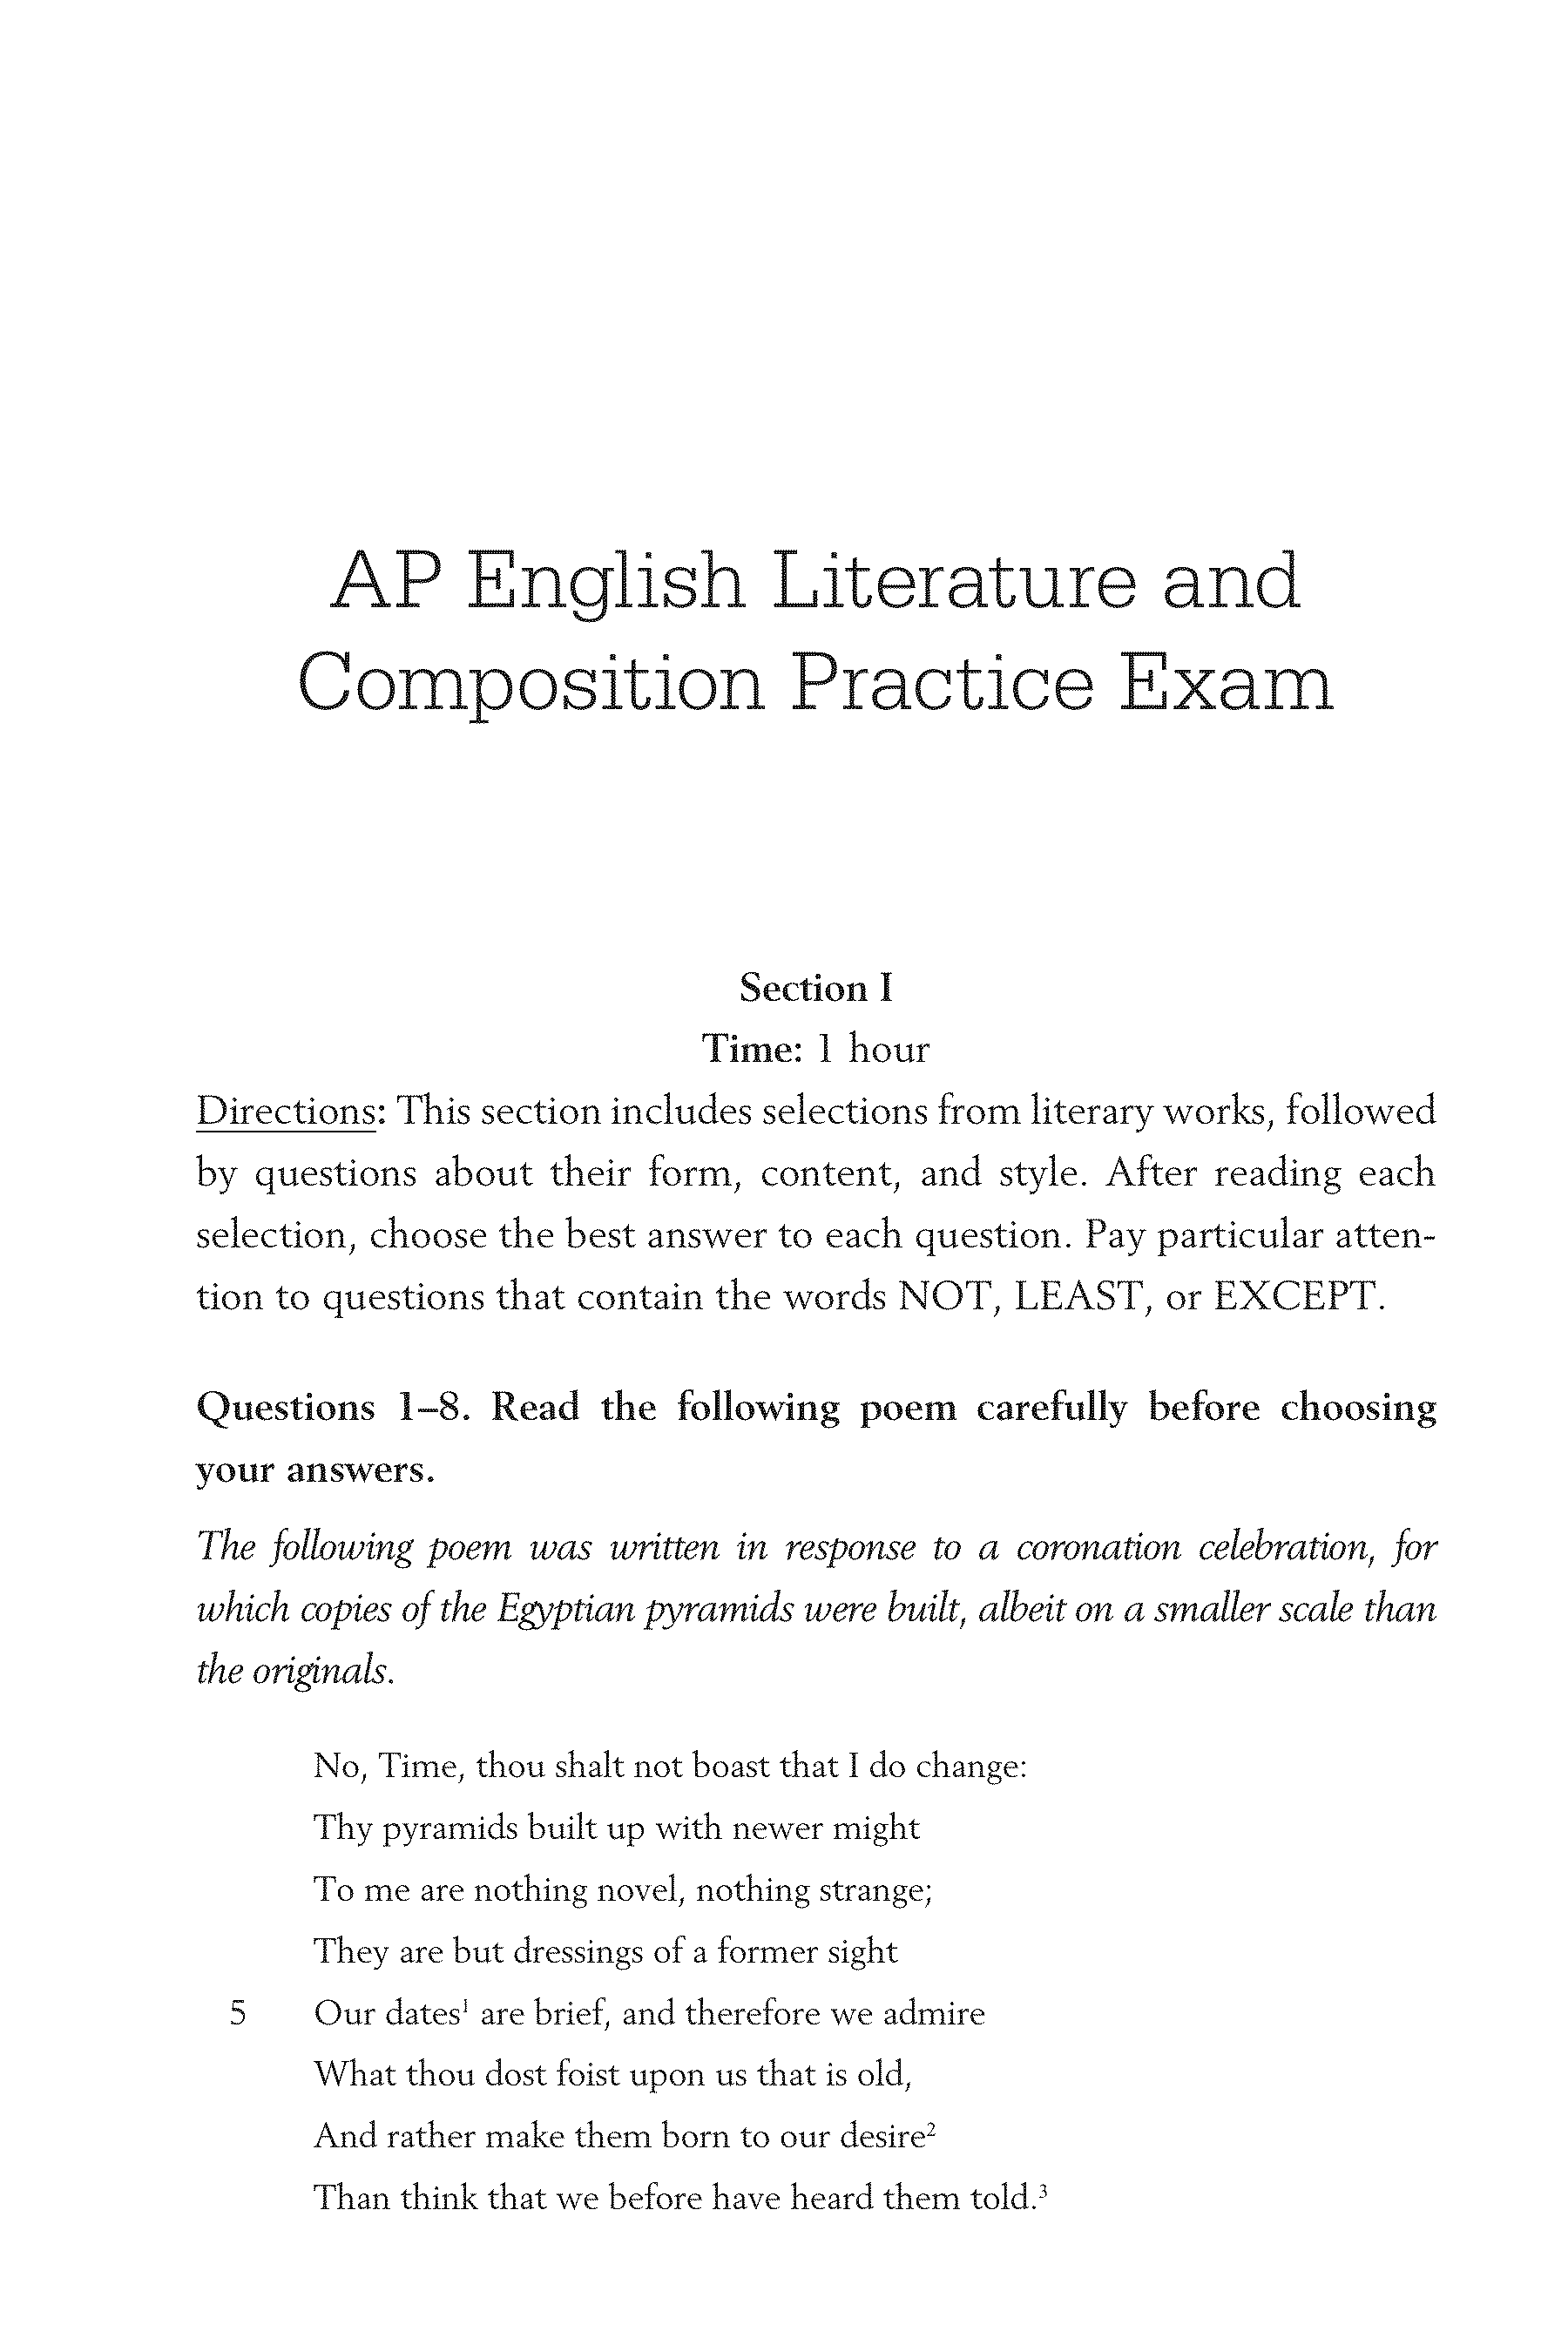 AP English Literature and
Composition Practice Exam
Section I
Time: 1 hour
Directions: This section includes selections from literary works, followed
by questions about their form, content, and style. After reading each
selection, choose the best answer to each question. Pay particular atten-
tion to questions that contain the words NOT, LEAST, or EXCEPT.
Questions 1–8. Read the following poem carefully before choosing
your answers.
The following poem was written in response to a coronation celebration, for
which copies of the Egyptian pyramids were built, albeit on a smaller scale than
the originals.
No, Time, thou shalt not boast that I do change:
Thy pyramids built up with newer might
To me are nothing novel, nothing strange;
They are but dressings of a former sight
5 Our dates¹ are brief, and therefore we admire
What thou dost foist upon us that is old,
And rather make them born to our desire²
Than think that we before have heard them told.³